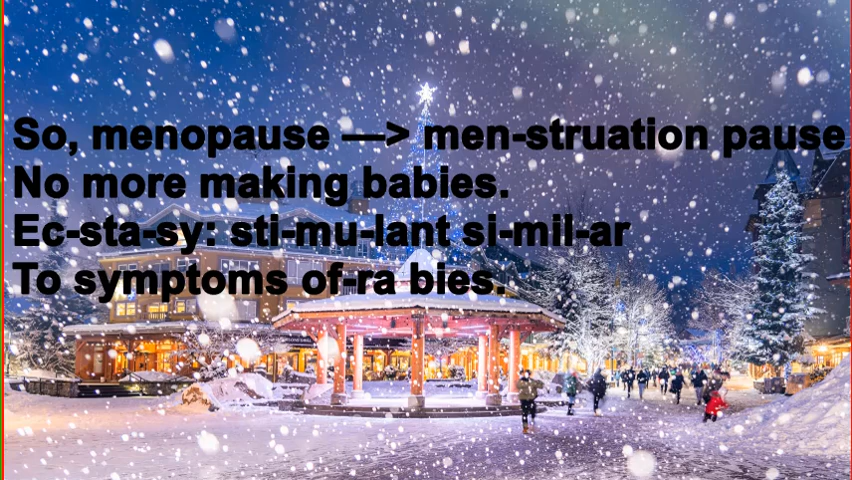 So, menopause —> men-struation pause
No more making babies.
Ec-sta-sy: sti-mu-lant si-mil-ar
To symptoms of-ra bies.